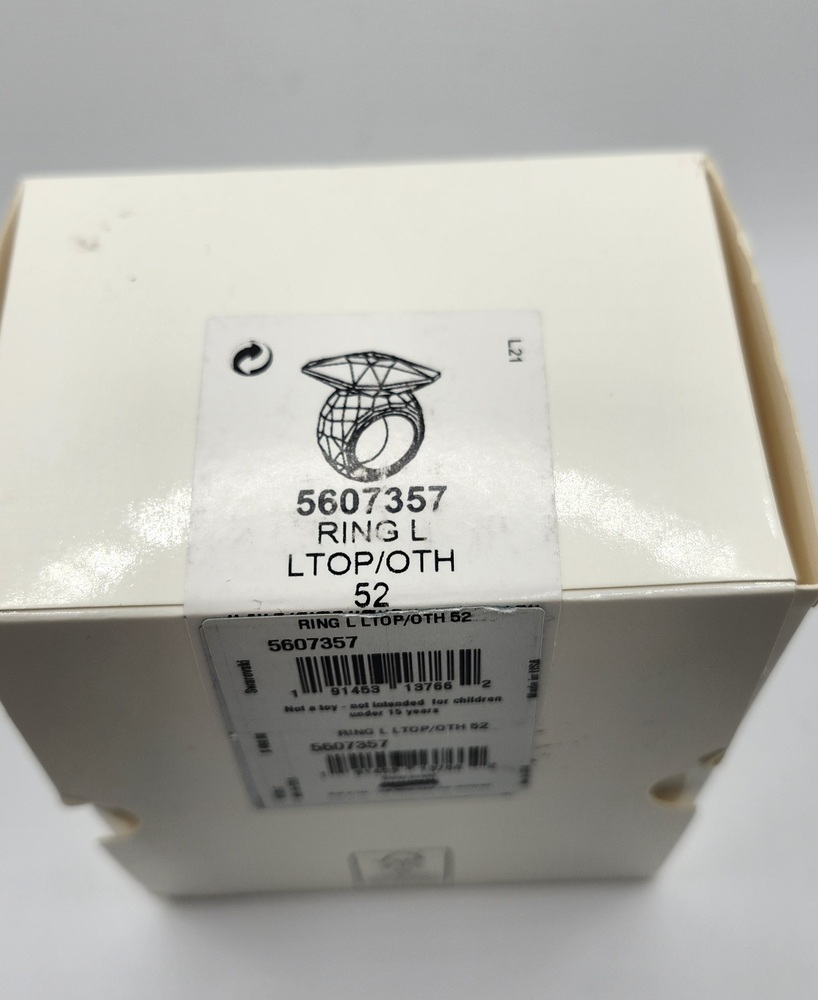 L21
5607357
RING L
LTOP/OTH
52
RING L LTOP/OTH 52
5607357
Swarovski
Made in USA
1 91453 13766 2
Not a toy - not intended for children
under 15 years
RING L LTOP/OTH 52
5607357